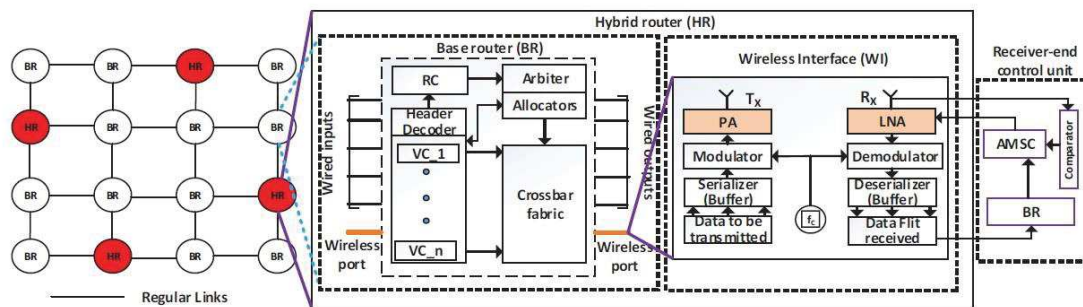 Hybrid router (HR)
BR
BR
HR
BR
HR
BR
BR
BR
BR
BR
BR
HR
BR
HR
BR
BR
Regular Links
Base router (BR)
RC
Arbiter
Allocators
Header
Decoder
VC_1
VC_n
Crossbar
fabric
Wired inputs
Wired outputs
Wireless
port
Wireless
port
Wireless Interface (WI)
Tx
Rx
PA
LNA
Modulator
Demodulator
Serializer
(Buffer)
Deserializer
(Buffer)
Data to be
transmitted
fc
Data Flit
received
Receiver-end
control unit
AMSC
Comparator
BR